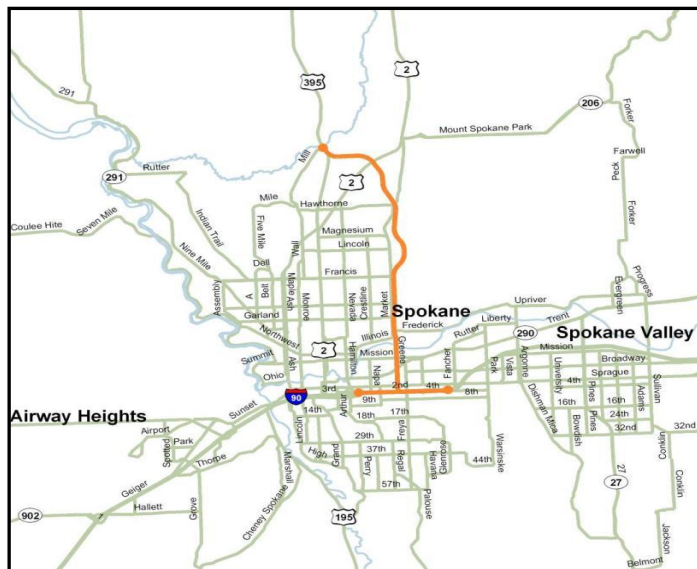 291
395
2
206
Forker
Mount Spokane Park
Farwell
Peck
Forker
Mill
Rutter
291
2
Mile
Hawthorne
Indian Trail
Five Mile
Coulee Hite
Seven Mile
Magnesium
Lincoln
Wall
Nine Mile
Dell
Francis
Assembly
A
Belt
Maple
Ash
Monroe
Nevada
Crestline
Market
Evergreen
Progress
Upriver
Garland
Spokane
Frederick
Liberty
Trent
Rutter
290
Spokane Valley
Northwest
Illinois
2
Hamilton
Mission
Greene
Mission
Summit
Ohio
Ash
Napa
Fancher
Park
Vista
Argonne
University
Broadway
Sprague
4th
Pines
Adams
Sullivan
90
3rd
2nd
4th
8th
9th
Arthur
Airway Heights
Sunset
14th
18th
17th
Dishman Mica
16th
16th
Bowdish
Pines
24th
32nd
32nd
Lincoln
Airport
Spotted
Park
29th
High
Grand
37th
Perry
Freya
Regal
Havana
Glenrose
44th
Thorpe
Marshall
57th
Palouse
27
27
Conklin
Geiger
902
Hallett
Grove
Cheney Spokane
195
Jackson
Belmont